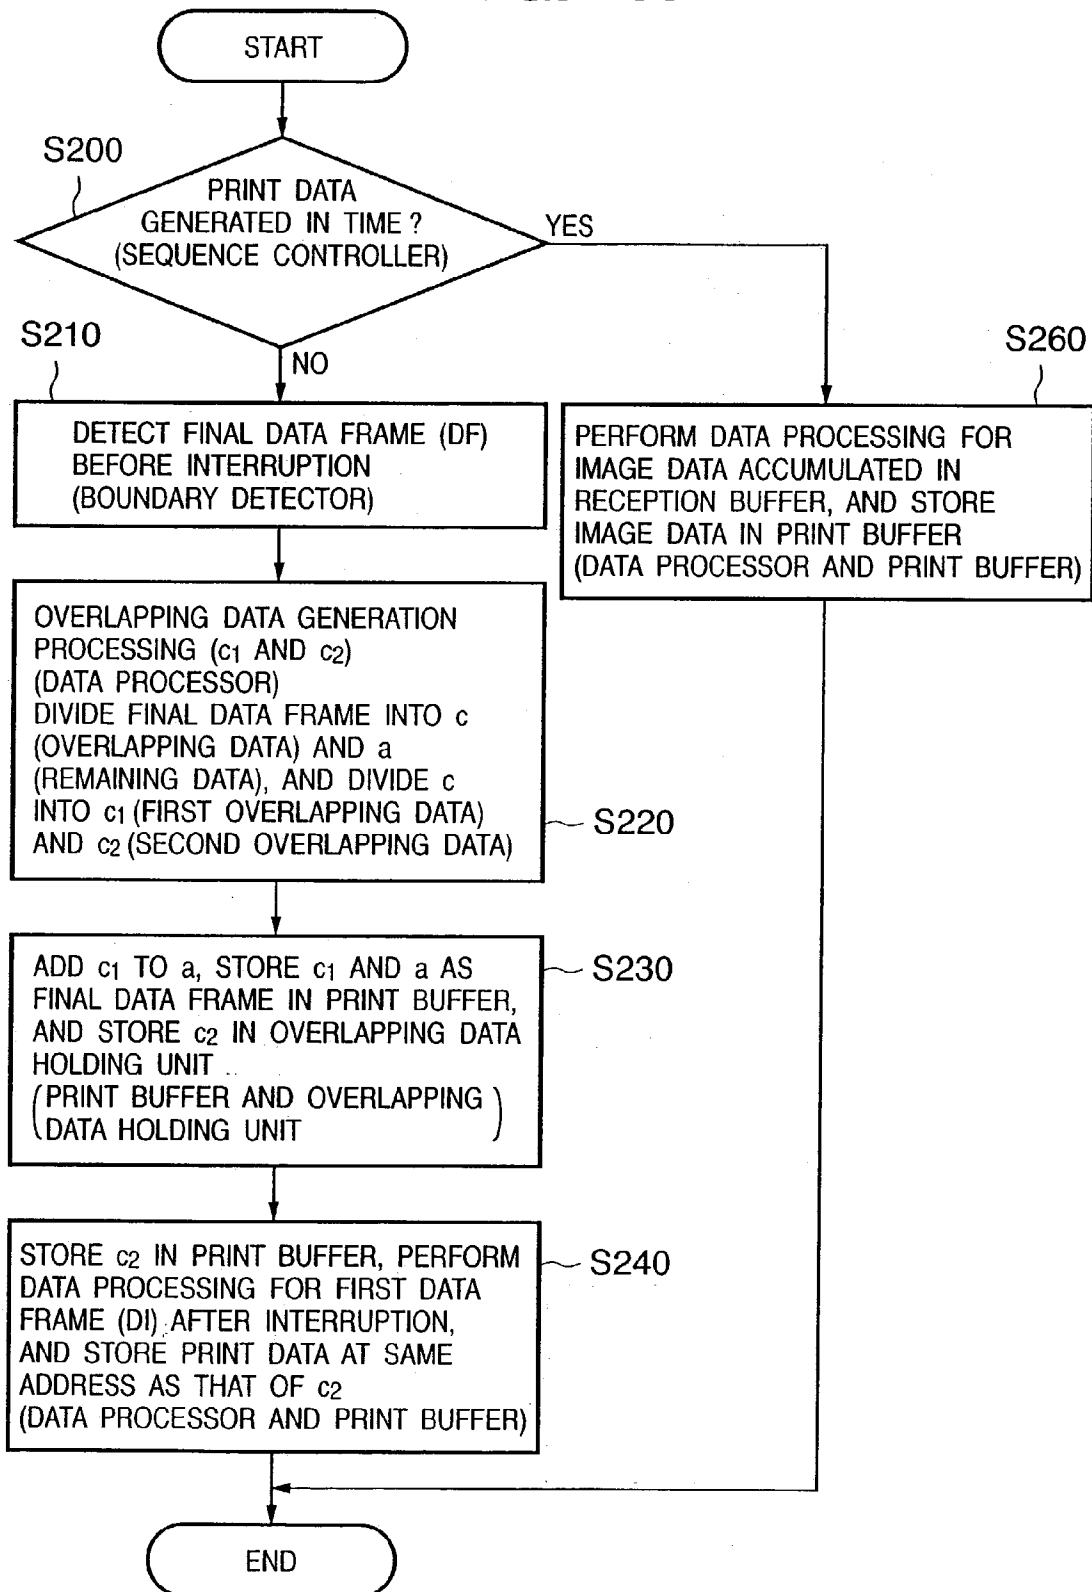 START
S200
PRINT DATA
GENERATED IN TIME ?
(SEQUENCE CONTROLLER)
YES
S210
NO
S260
DETECT FINAL DATA FRAME (DF)
BEFORE INTERRUPTION
(BOUNDARY DETECTOR)
PERFORM DATA PROCESSING FOR
IMAGE DATA ACCUMULATED IN
RECEPTION BUFFER, AND STORE
IMAGE DATA IN PRINT BUFFER
(DATA PROCESSOR AND PRINT BUFFER)
OVERLAPPING DATA GENERATION
PROCESSING (c1 AND c2)
(DATA PROCESSOR)
DIVIDE FINAL DATA FRAME INTO c
(OVERLAPPING DATA) AND a
(REMAINING DATA), AND DIVIDE c
INTO c1 (FIRST OVERLAPPING DATA)
AND c2 (SECOND OVERLAPPING DATA)
S220
ADD c1 TO a, STORE c1 AND a AS
FINAL DATA FRAME IN PRINT BUFFER,
AND STORE c2 IN OVERLAPPING DATA
HOLDING UNIT
(PRINT BUFFER AND OVERLAPPING
DATA HOLDING UNIT)
S230
STORE c2 IN PRINT BUFFER, PERFORM
DATA PROCESSING FOR FIRST DATA
FRAME (DI) AFTER INTERRUPTION,
AND STORE PRINT DATA AT SAME
ADDRESS AS THAT OF c2
(DATA PROCESSOR AND PRINT BUFFER)
S240
END